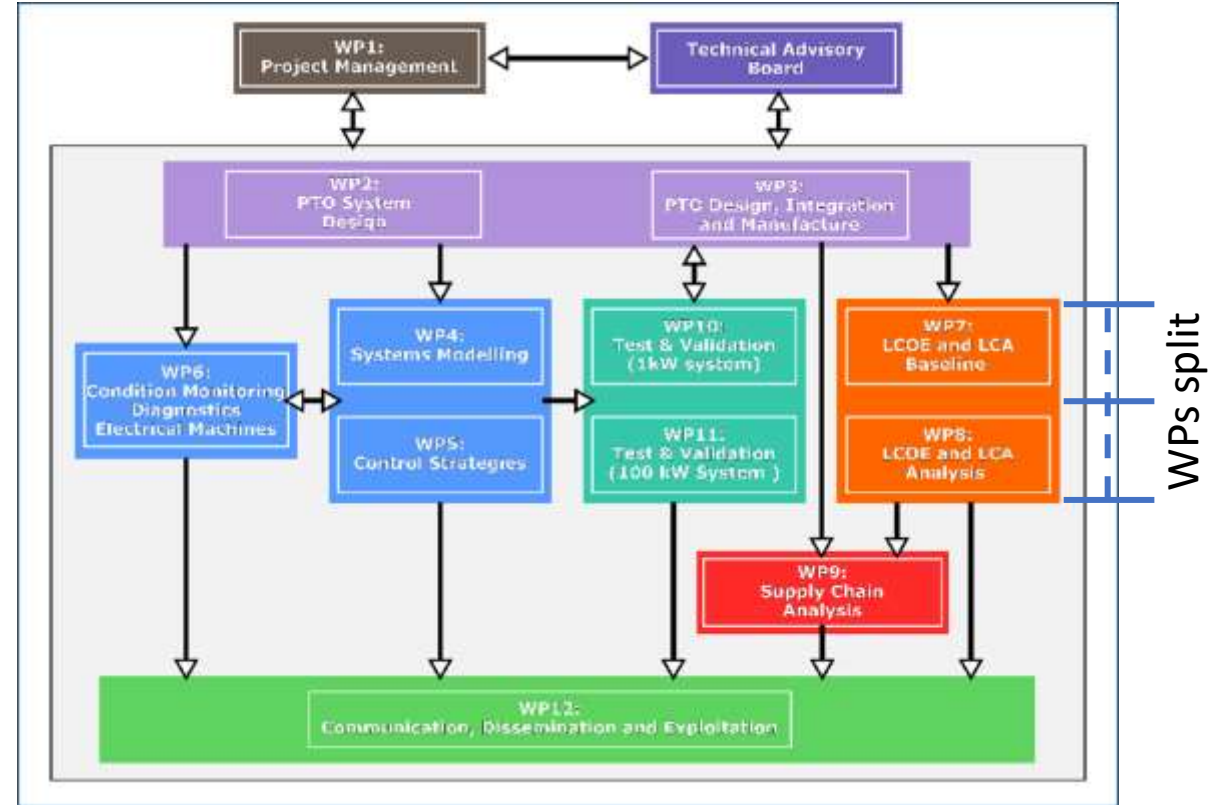 WP1:
Project Management
Technical Advisory
Board
WP2:
PTO System
Design
WP3:
PTO Design, Integration
and Manufacture
WP4:
Systems Modelling
WP10:
Test & Validation
(1kW system)
WP7:
LCOE and LCA
Baseline
WP6:
Condition Monitoring
Diagnostics
Electrical Machines
WP5:
Control Strategies
WP11:
Test & Validation
(100 kW System )
WP8:
LCOE and LCA
Analysis
WPs split
WP9:
Supply Chain
Analysis
WP12:
Communication, Dissemination and Exploitation